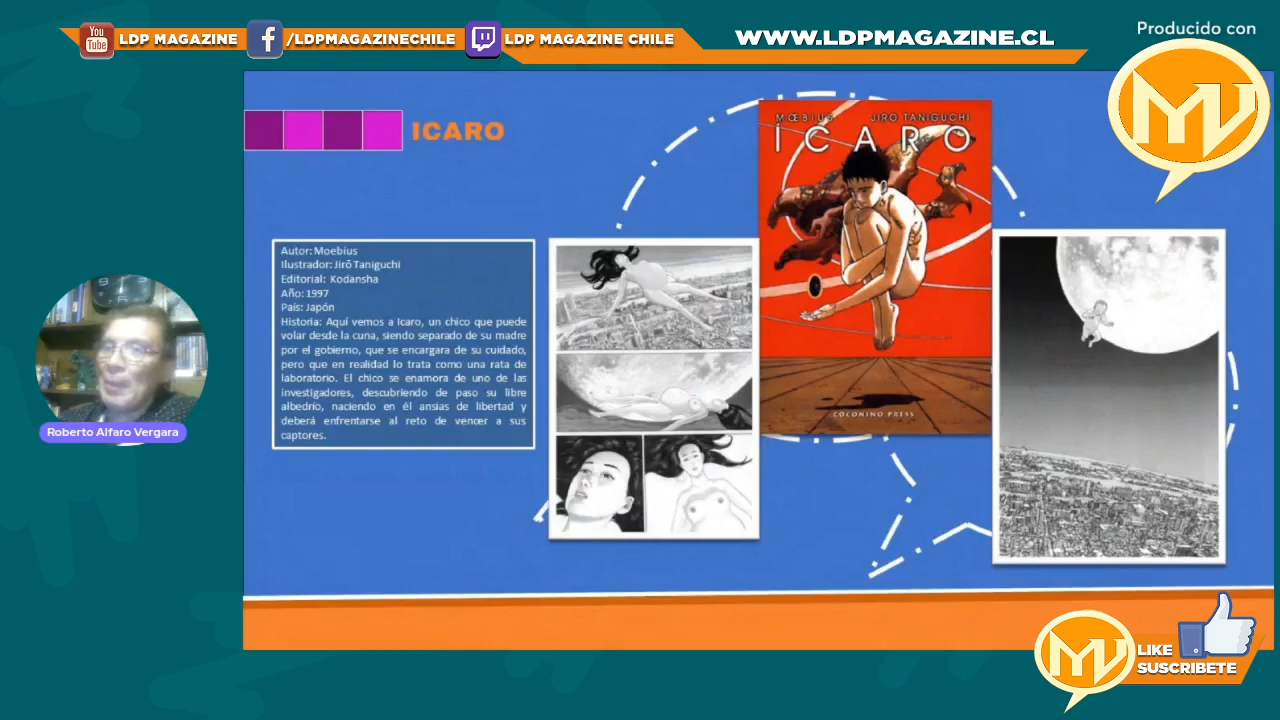 YouTube LDP MAGAZINE /LDPMAGAZINECHILE LDP MAGAZINE CHILE WWW.LDPMAGAZINE.CL
Producido con
MV
ICARO
Autor: Moebius
Ilustrador: Jirō Taniguchi
Editorial: Kodansha
Año: 1997
País: Japón
Historia: Aquí vemos a Icaro, un chico que puede
volar desde la cuna, siendo separado de su madre
por el gobierno, que se encargara de su cuidado,
pero que en realidad lo trata como una rata de
laboratorio. El chico se enamora de uno de las
investigadores, descubriendo de paso su libre
albedrío, naciendo en él ansias de libertad y
deberá enfrentarse al reto de vencer a sus
captores.
MŒBIUS JIRO TANIGUCHI
ÍCARO
COCONINO PRESS
Roberto Alfaro Vergara
MV
LIKE
SUSCRIBETE